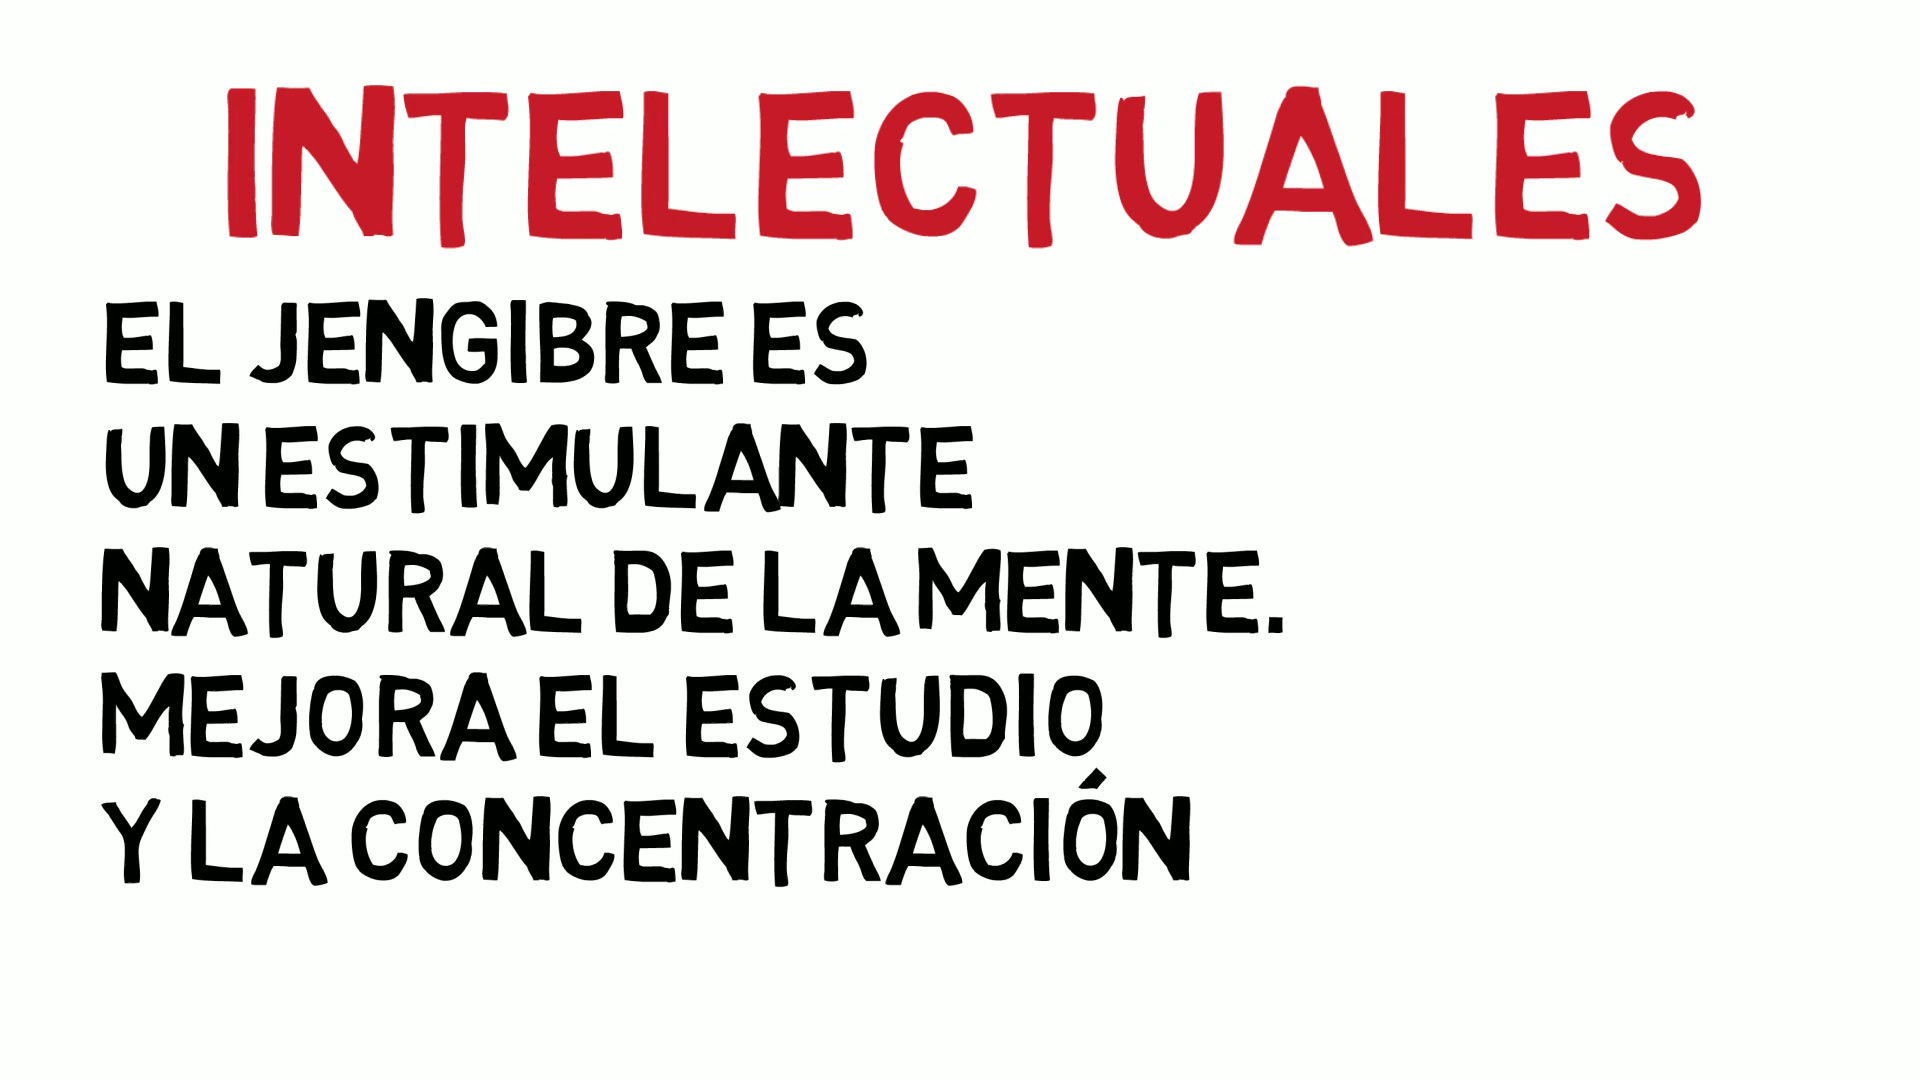 INTELECTUALES
EL JENGIBRE ES
UN ESTIMULANTE
NATURAL DE LA MENTE.
MEJORA EL ESTUDIO
Y LA CONCENTRACIÓN